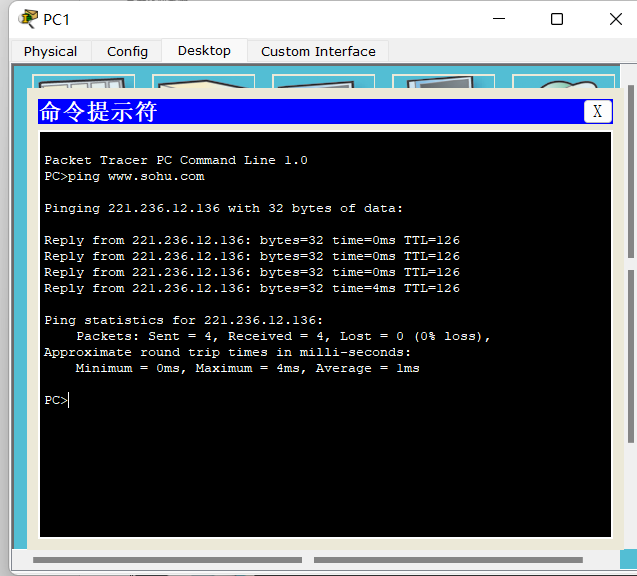 PC1
Physical Config Desktop Custom Interface
命令提示符 X
Packet Tracer PC Command Line 1.0
PC>ping www.sohu.com
Pinging 221.236.12.136 with 32 bytes of data:
Reply from 221.236.12.136: bytes=32 time=0ms TTL=126
Reply from 221.236.12.136: bytes=32 time=0ms TTL=126
Reply from 221.236.12.136: bytes=32 time=0ms TTL=126
Reply from 221.236.12.136: bytes=32 time=4ms TTL=126
Ping statistics for 221.236.12.136:
Packets: Sent = 4, Received = 4, Lost = 0 (0% loss),
Approximate round trip times in milli-seconds:
Minimum = 0ms, Maximum = 4ms, Average = 1ms
PC>